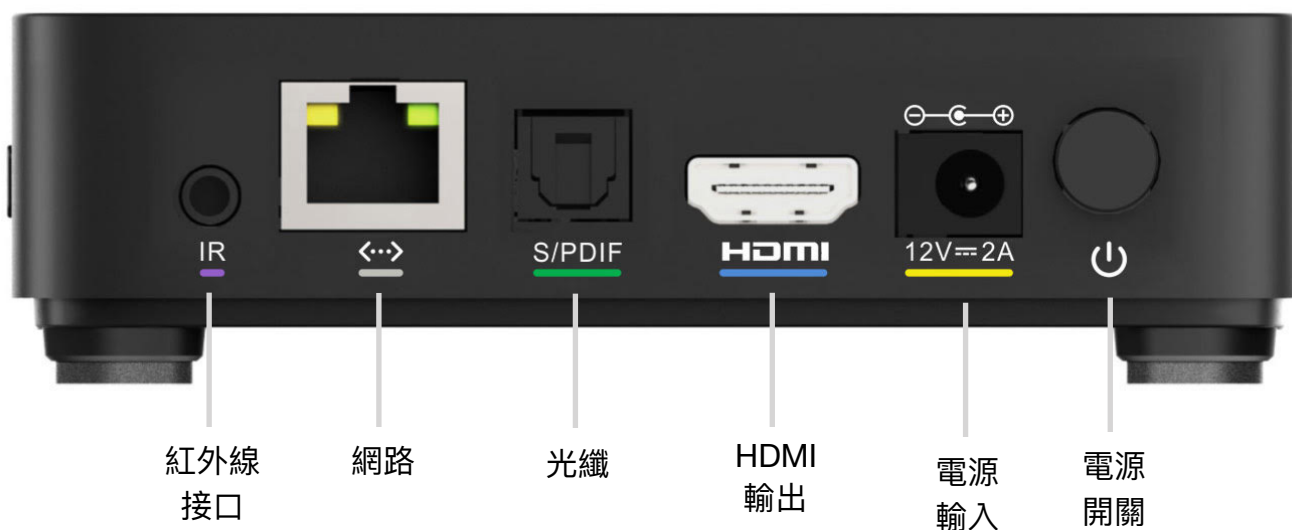 IR
<···>
S/PDIF
HDMI
12V⎓2A
紅外線
接口
網路
光纖
HDMI
輸出
電源
輸入
電源
開關